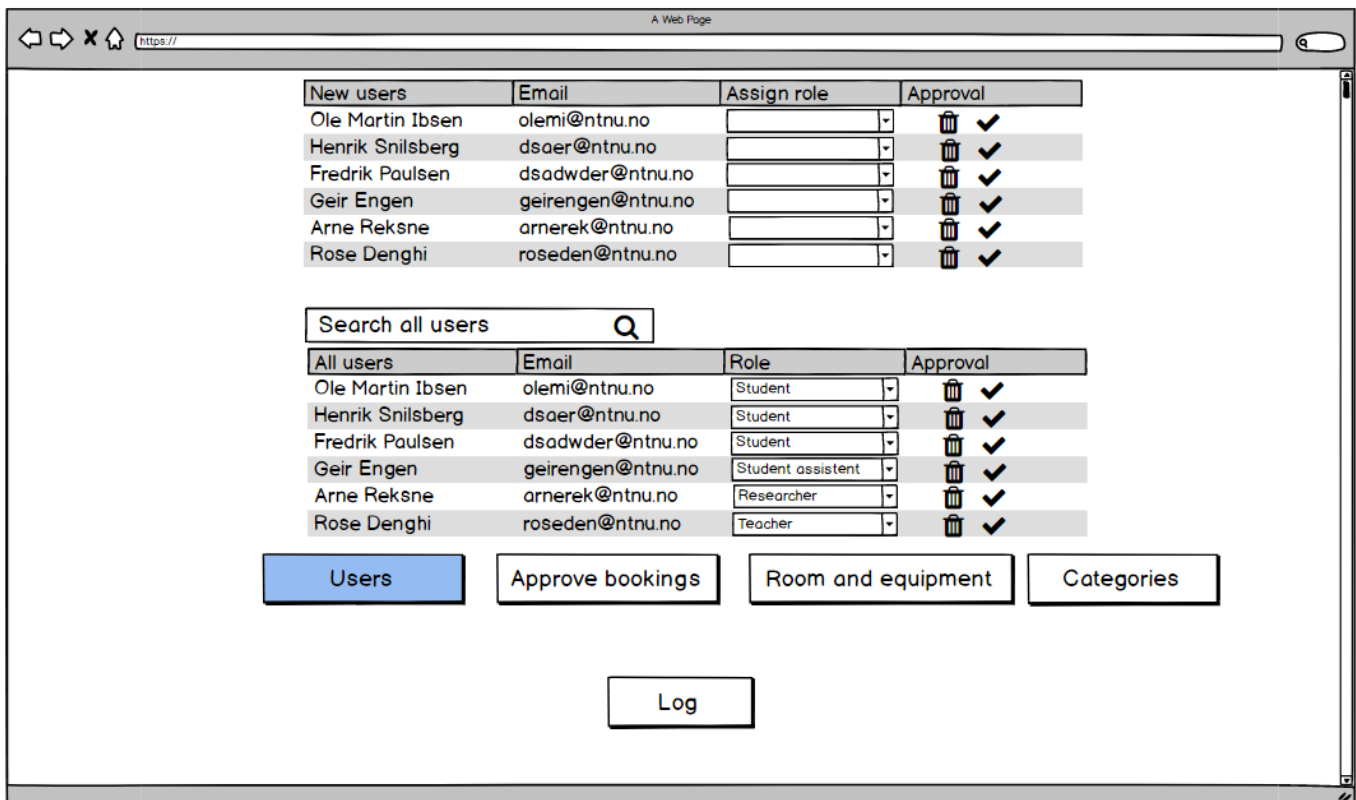 A Web Page
https://
New users Email Assign role Approval
Ole Martin Ibsen olemi@ntnu.no
Henrik Snilsberg dsaer@ntnu.no
Fredrik Paulsen dsadwder@ntnu.no
Geir Engen geirengen@ntnu.no
Arne Reksne arnerek@ntnu.no
Rose Denghi roseden@ntnu.no
Search all users
All users Email Role Approval
Ole Martin Ibsen olemi@ntnu.no Student
Henrik Snilsberg dsaer@ntnu.no Student
Fredrik Paulsen dsadwder@ntnu.no Student
Geir Engen geirengen@ntnu.no Student assistent
Arne Reksne arnerek@ntnu.no Researcher
Rose Denghi roseden@ntnu.no Teacher
Users Approve bookings Room and equipment Categories
Log